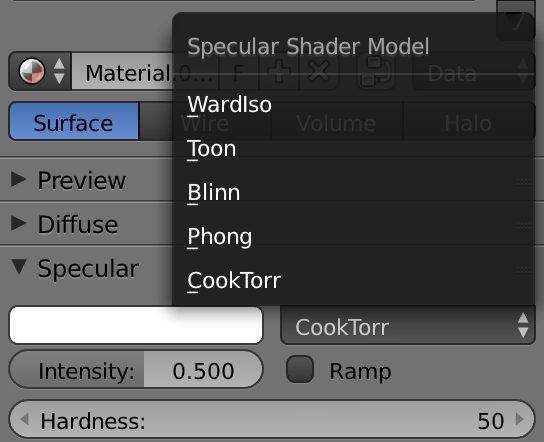 Specular Shader Model
Material.0... F Data
WardIso
Surface Wire Volume Halo
Toon
Preview
Blinn
Diffuse
Phong
Specular
CookTorr
CookTorr
Intensity: 0.500 Ramp
Hardness: 50